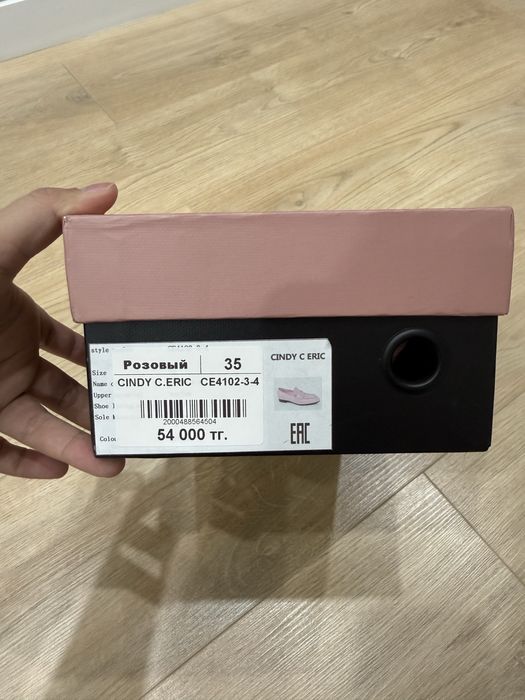 style
Розовый 35
Size
Name
CINDY C.ERIC CE4102-3-4
Upper
Shoe
Sole
2000488564504
Colou
54 000 тг.
CINDY C ERIC
EAC